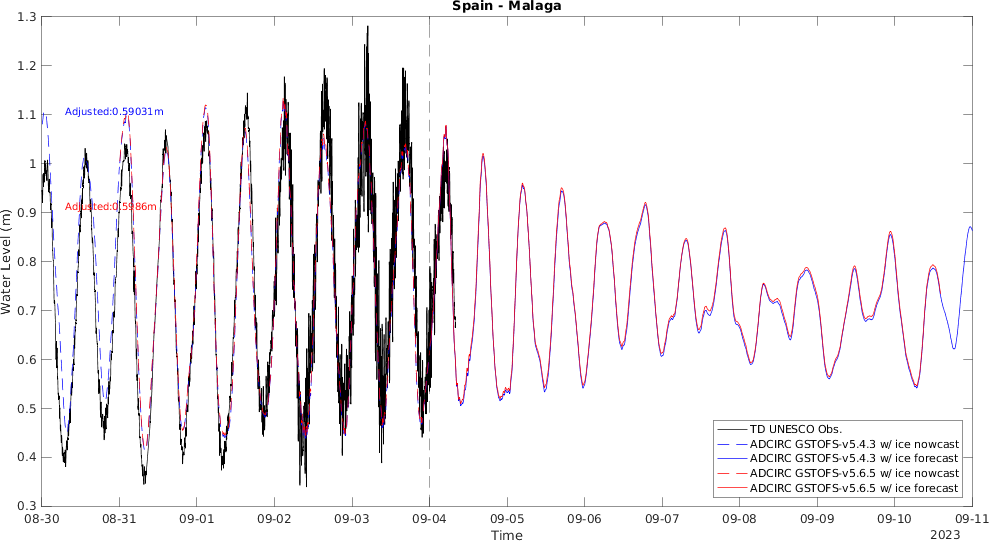 Spain - Malaga
1.3
1.2
1.1
1
0.9
0.8
0.7
0.6
0.5
0.4
0.3
Water Level (m)
Adjusted:0.59031m
Adjusted:0.5986m
TD UNESCO Obs.
ADCIRC GSTOFS-v5.4.3 w/ ice nowcast
ADCIRC GSTOFS-v5.4.3 w/ ice forecast
ADCIRC GSTOFS-v5.6.5 w/ ice nowcast
ADCIRC GSTOFS-v5.6.5 w/ ice forecast
08-30 08-31 09-01 09-02 09-03 09-04 09-05 09-06 09-07 09-08 09-09 09-10 09-11
Time
2023